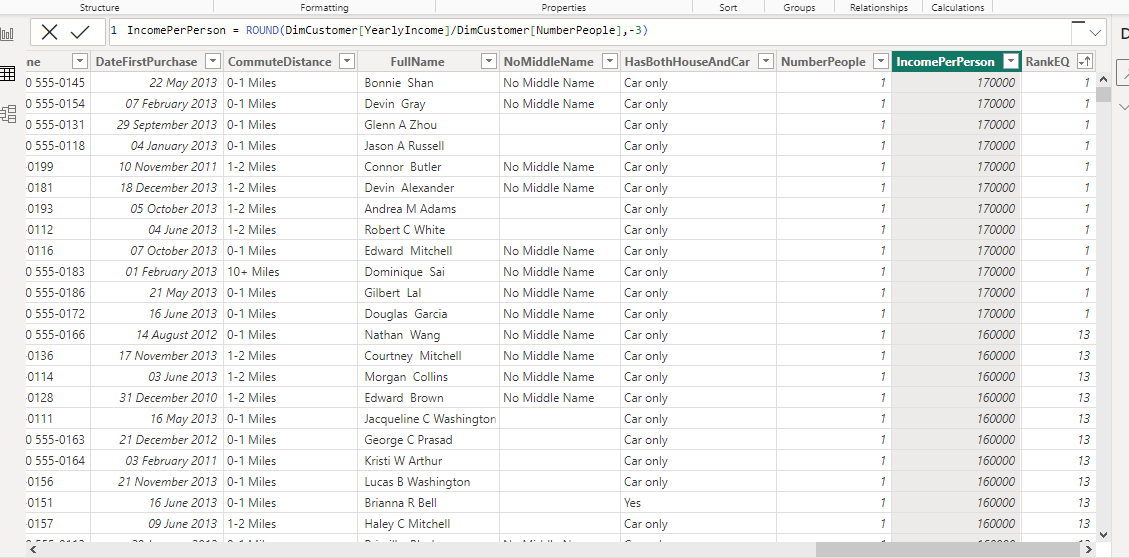 Structure Formatting Properties Sort Groups Relationships Calculations
1 IncomePerPerson = ROUND(DimCustomer[YearlyIncome]/DimCustomer[NumberPeople],-3)
ne DateFirstPurchase CommuteDistance FullName NoMiddleName HasBothHouseAndCar NumberPeople IncomePerPerson RankEQ
0 555-0145 22 May 2013 0-1 Miles Bonnie Shan No Middle Name Car only 1 170000 1
0 555-0154 07 February 2013 0-1 Miles Devin Gray No Middle Name Car only 1 170000 1
0 555-0131 29 September 2013 0-1 Miles Glenn A Zhou Car only 1 170000 1
0 555-0118 04 January 2013 0-1 Miles Jason A Russell Car only 1 170000 1
-0199 10 November 2011 1-2 Miles Connor Butler No Middle Name Car only 1 170000 1
-0181 18 December 2013 1-2 Miles Devin Alexander No Middle Name Car only 1 170000 1
-0193 05 October 2013 1-2 Miles Andrea M Adams Car only 1 170000 1
-0112 04 June 2013 1-2 Miles Robert C White Car only 1 170000 1
-0116 07 October 2013 0-1 Miles Edward Mitchell No Middle Name Car only 1 170000 1
0 555-0183 01 February 2013 10+ Miles Dominique Sai No Middle Name Car only 1 170000 1
0 555-0186 21 May 2013 0-1 Miles Gilbert Lal No Middle Name Car only 1 170000 1
0 555-0172 16 June 2013 0-1 Miles Douglas Garcia No Middle Name Car only 1 170000 1
0 555-0166 14 August 2012 0-1 Miles Nathan Wang No Middle Name Car only 1 160000 13
-0136 17 November 2013 1-2 Miles Courtney Mitchell No Middle Name Car only 1 160000 13
-0114 03 June 2013 1-2 Miles Morgan Collins No Middle Name Car only 1 160000 13
-0128 31 December 2010 1-2 Miles Edward Brown No Middle Name Car only 1 160000 13
-0111 16 May 2013 0-1 Miles Jacqueline C Washington Car only 1 160000 13
0 555-0163 21 December 2012 0-1 Miles George C Prasad Car only 1 160000 13
0 555-0164 03 February 2011 0-1 Miles Kristi W Arthur Car only 1 160000 13
-0156 21 November 2013 0-1 Miles Lucas B Washington Car only 1 160000 13
-0151 16 June 2013 0-1 Miles Brianna R Bell Yes 1 160000 13
-0157 09 June 2013 1-2 Miles Haley C Mitchell Car only 1 160000 13